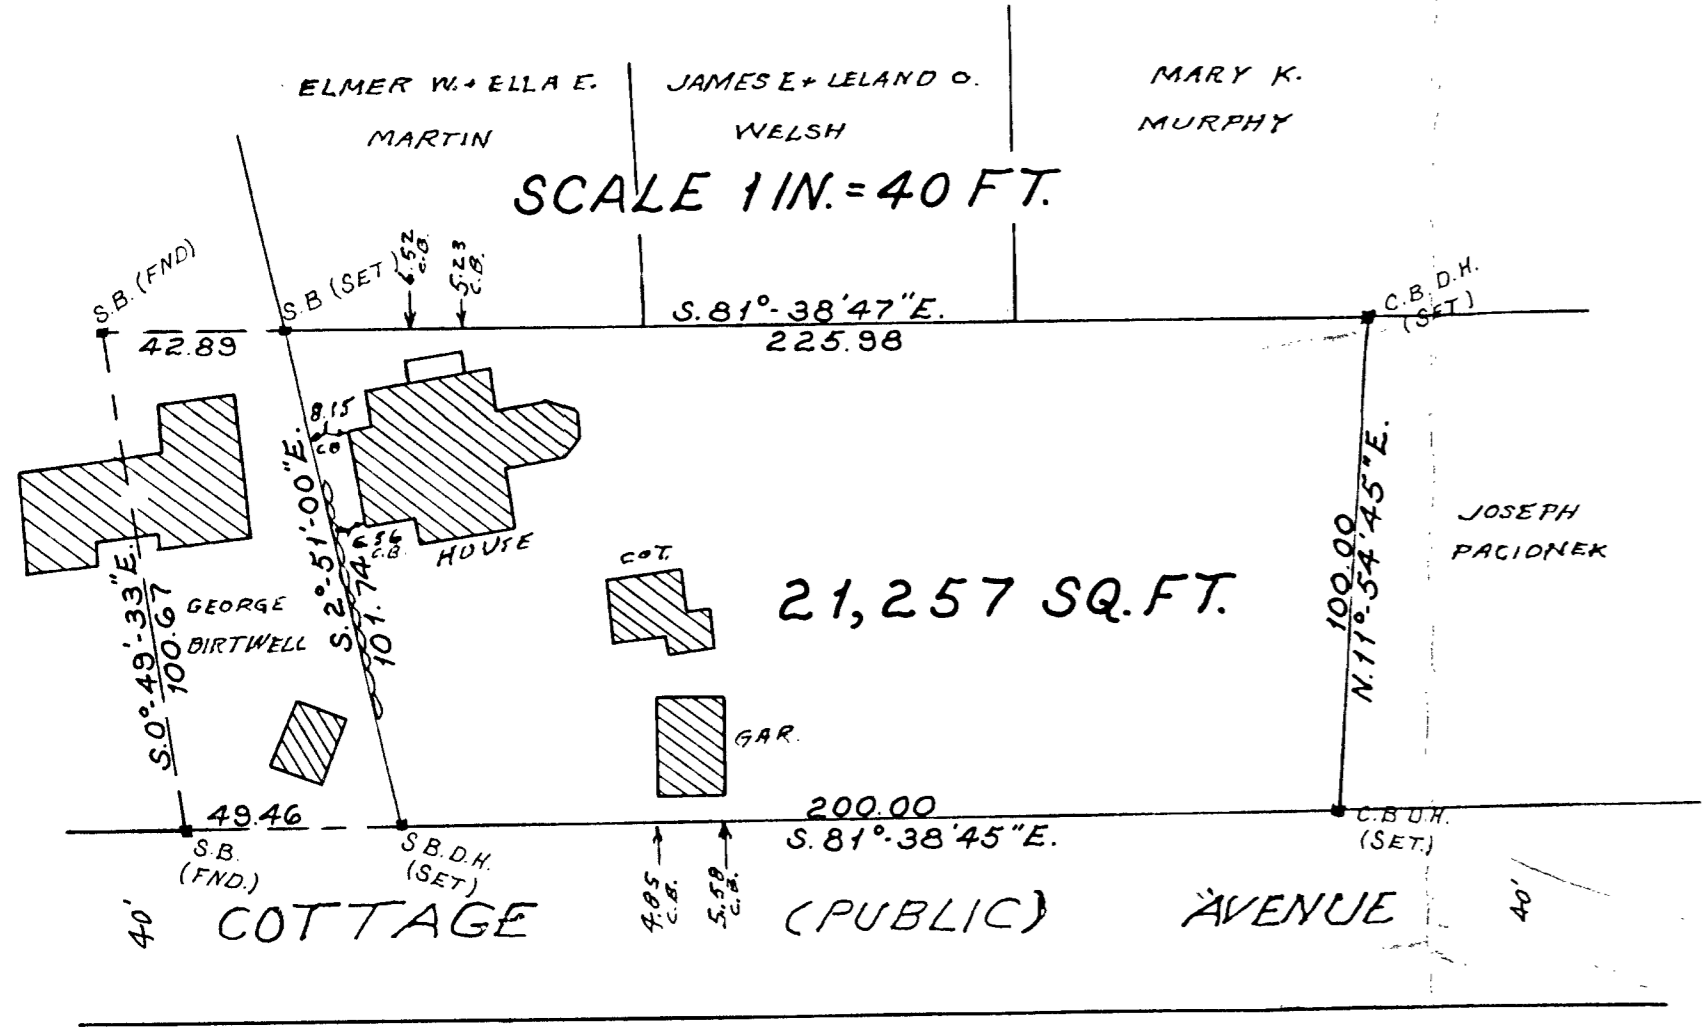 ELMER W. + ELLA E.
MARTIN
JAMES E + LELAND O.
WELSH
MARY K.
MURPHY
SCALE 1 IN. = 40 FT.
S.B. (FND)
S.B (SET)
6.52
C.B.
5.23
C.B.
S. 81°-38'47"E.
225.98
C.B. D.H.
(SET)
42.89
8.15
CB
S. 2°-51'-00"E.
101.74
6.56
C.B.
HOUSE
S. 0°-49'-33"E.
100.67
GEORGE
BIRTWELL
COT.
21,257 SQ. FT.
100.00
N. 11°-54'45"E.
JOSEPH
PACIONEK
GAR.
49.46
200.00
S. 81°-38'45"E.
S.B.
(FND.)
S.B.D.H.
(SET)
C.B D.H.
(SET.)
4.85
C.B.
5.58
C.B.
40'
COTTAGE (PUBLIC) AVENUE
40'